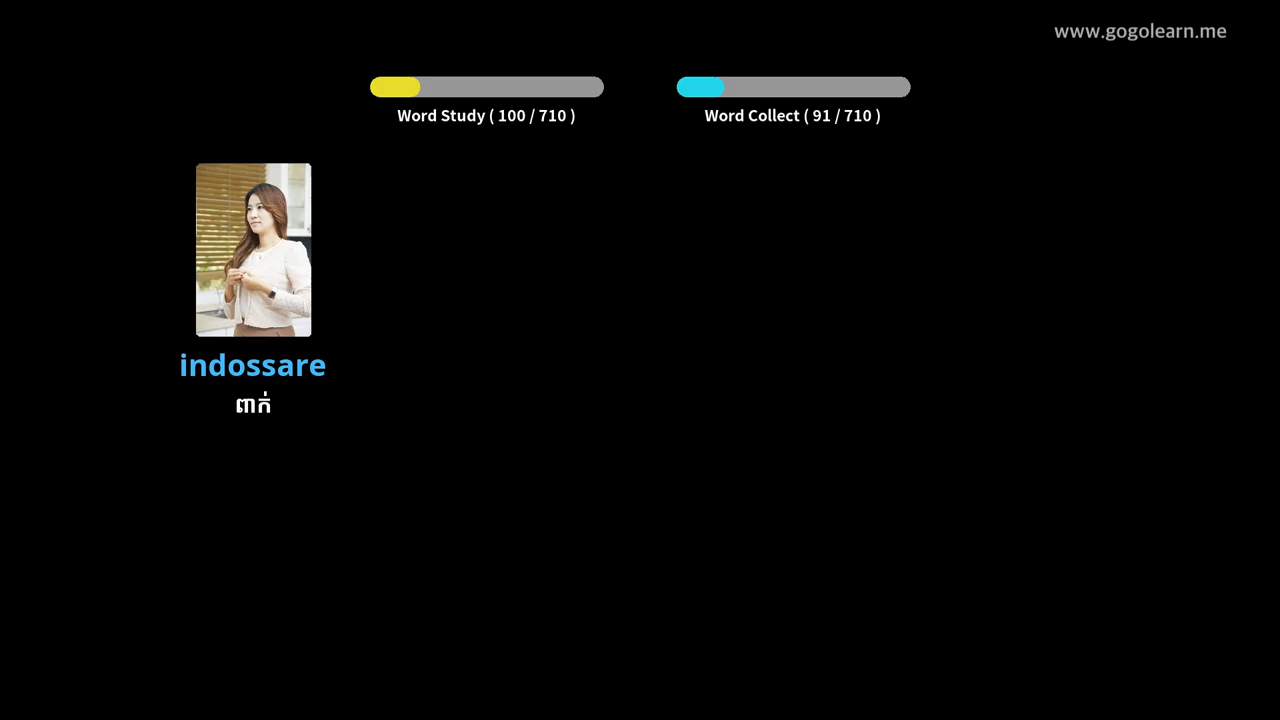 www.gogolearn.me
Word Study ( 100 / 710 )
Word Collect ( 91 / 710 )
indossare
ពាក់